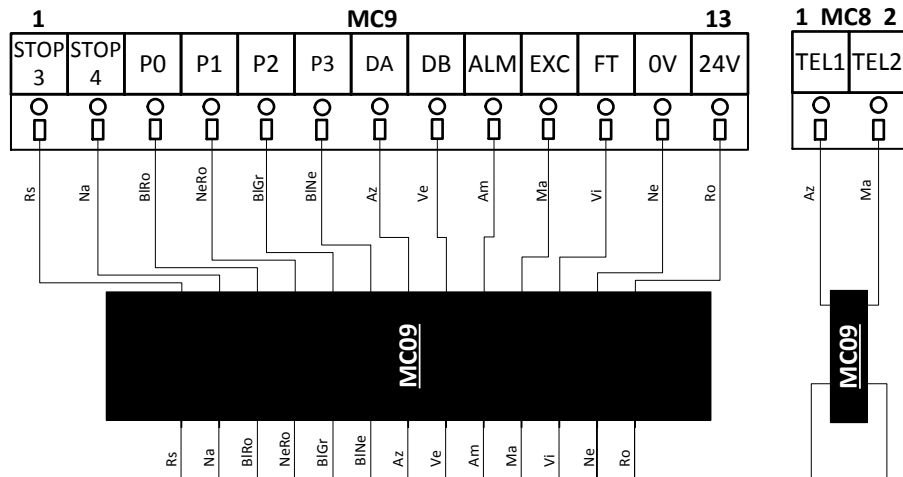 1 MC9 13 1 MC8 2
STOP 3 STOP 4 P0 P1 P2 P3 DA DB ALM EXC FT 0V 24V TEL1 TEL2
Rs Na BlRo NeRo BlGr BlNe Az Ve Am Ma Vi Ne Ro Az Ma
MC09 MC09
Rs Na BlRo NeRo BlGr BlNe Az Ve Am Ma Vi Ne Ro